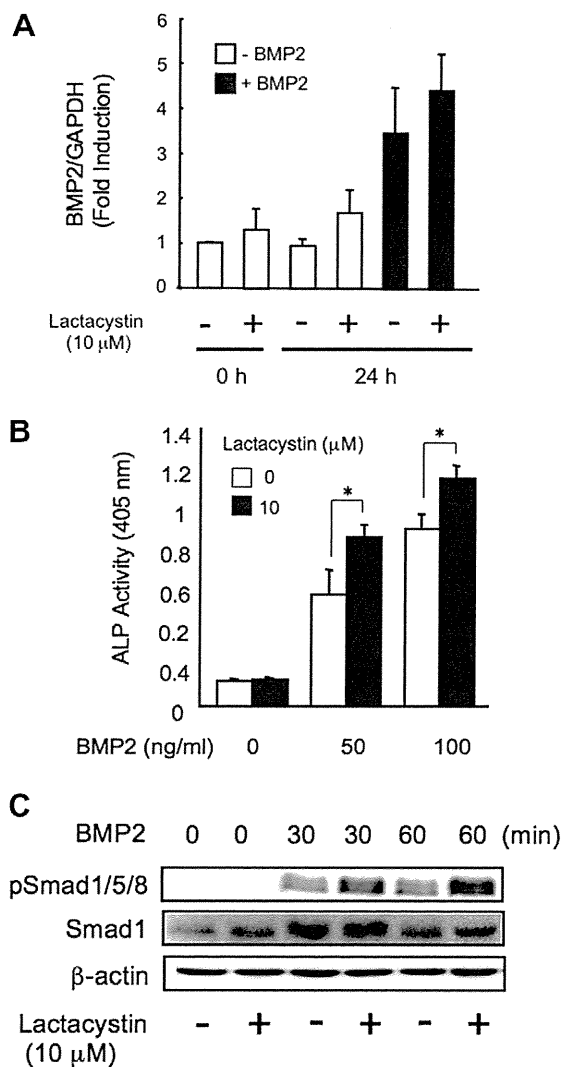 A
BMP2/GAPDH
(Fold Induction)
6
5
4
3
2
1
0
- BMP2
+ BMP2
Lactacystin
(10 μM)
- + - + - +
0 h 24 h
B
ALP Activity (405 nm)
1.4
1.2
1
0.8
0.6
0.2
0.4
0
Lactacystin (μM)
0
10
*
*
BMP2 (ng/ml) 0 50 100
C
BMP2 0 0 30 30 60 60 (min)
pSmad1/5/8
Smad1
β-actin
Lactacystin
(10 μM)
- + - + - +